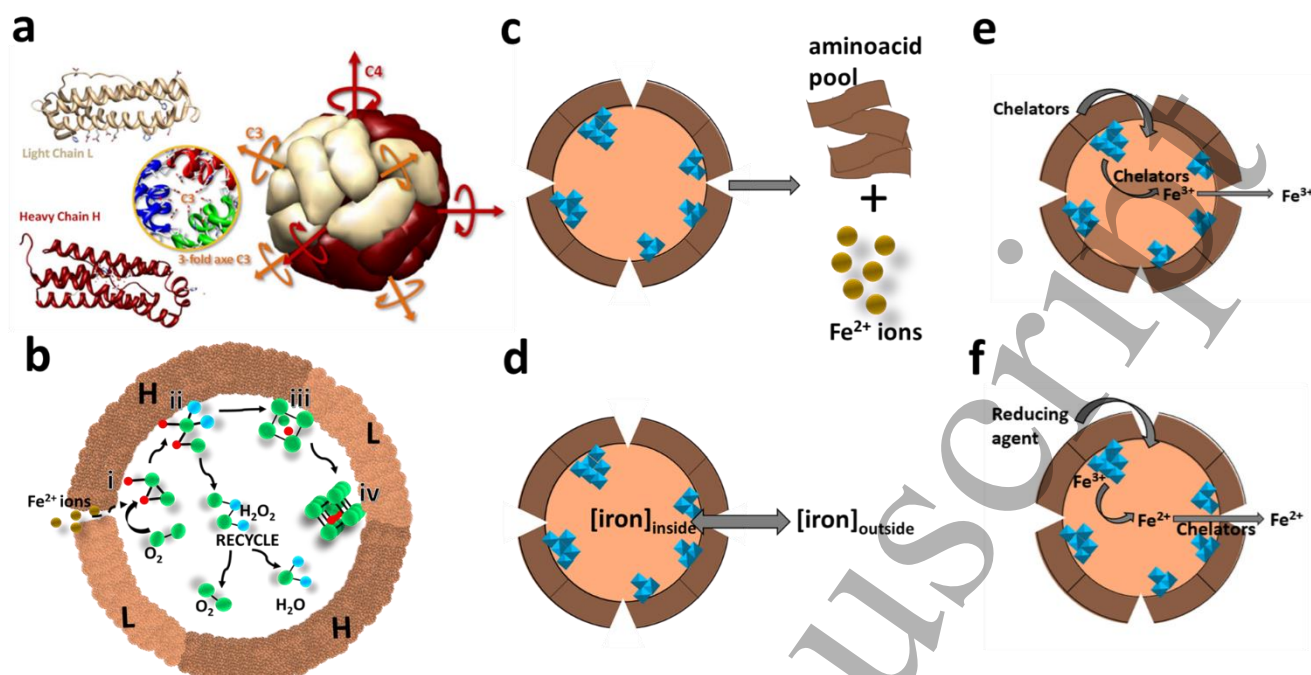 a
C4
C3
Light Chain L
C3
3-fold axe C3
Heavy Chain H
b
H
ii
iii
L
i
Fe²⁺ ions
iv
H₂O₂
RECYCLE
O₂
O₂
H₂O
L
H
c
aminoacid
pool
+
Fe²⁺ ions
d
[iron]inside
[iron]outside
e
Chelators
Chelators
Fe³⁺
Fe³⁺
f
Reducing
agent
Fe³⁺
Fe²⁺
Chelators
Fe²⁺
uscript